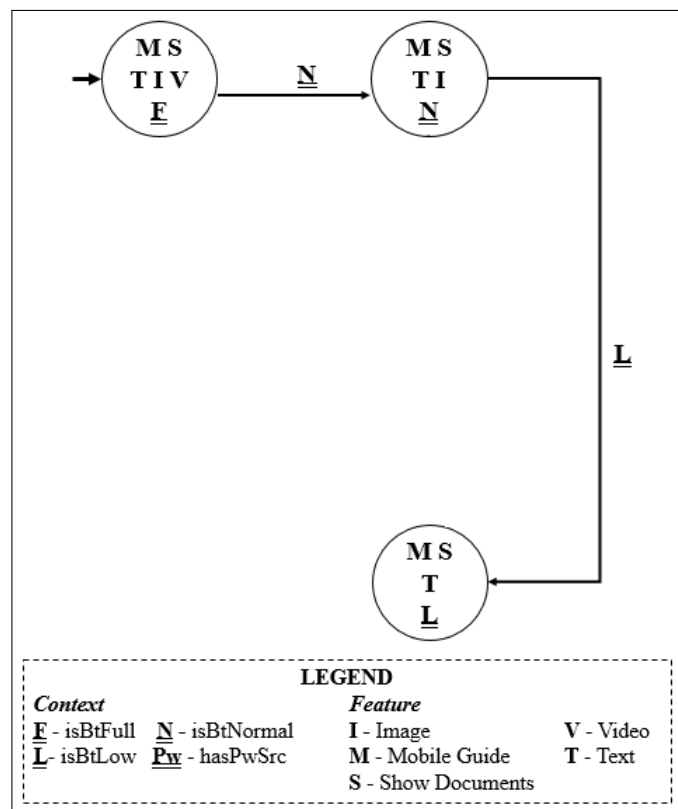 M S
T I V
F
N
M S
T I
N
L
M S
T
L
LEGEND
Context Feature
F - isBtFull N - isBtNormal I - Image V - Video
L - isBtLow Pw - hasPwSrc M - Mobile Guide T - Text
S - Show Documents